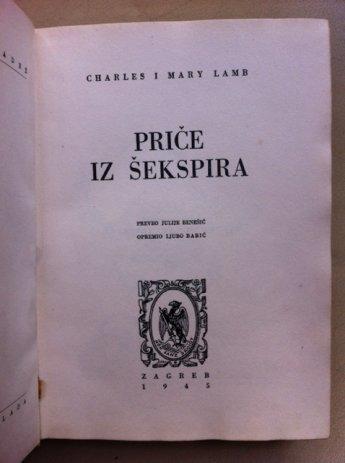 CHARLES I MARY LAMB
PRIČE
IZ ŠEKSPIRA
PREVEO JULIJE BENEŠIĆ
OPREMIO LJUBO BABIĆ
ZAGREB
1945